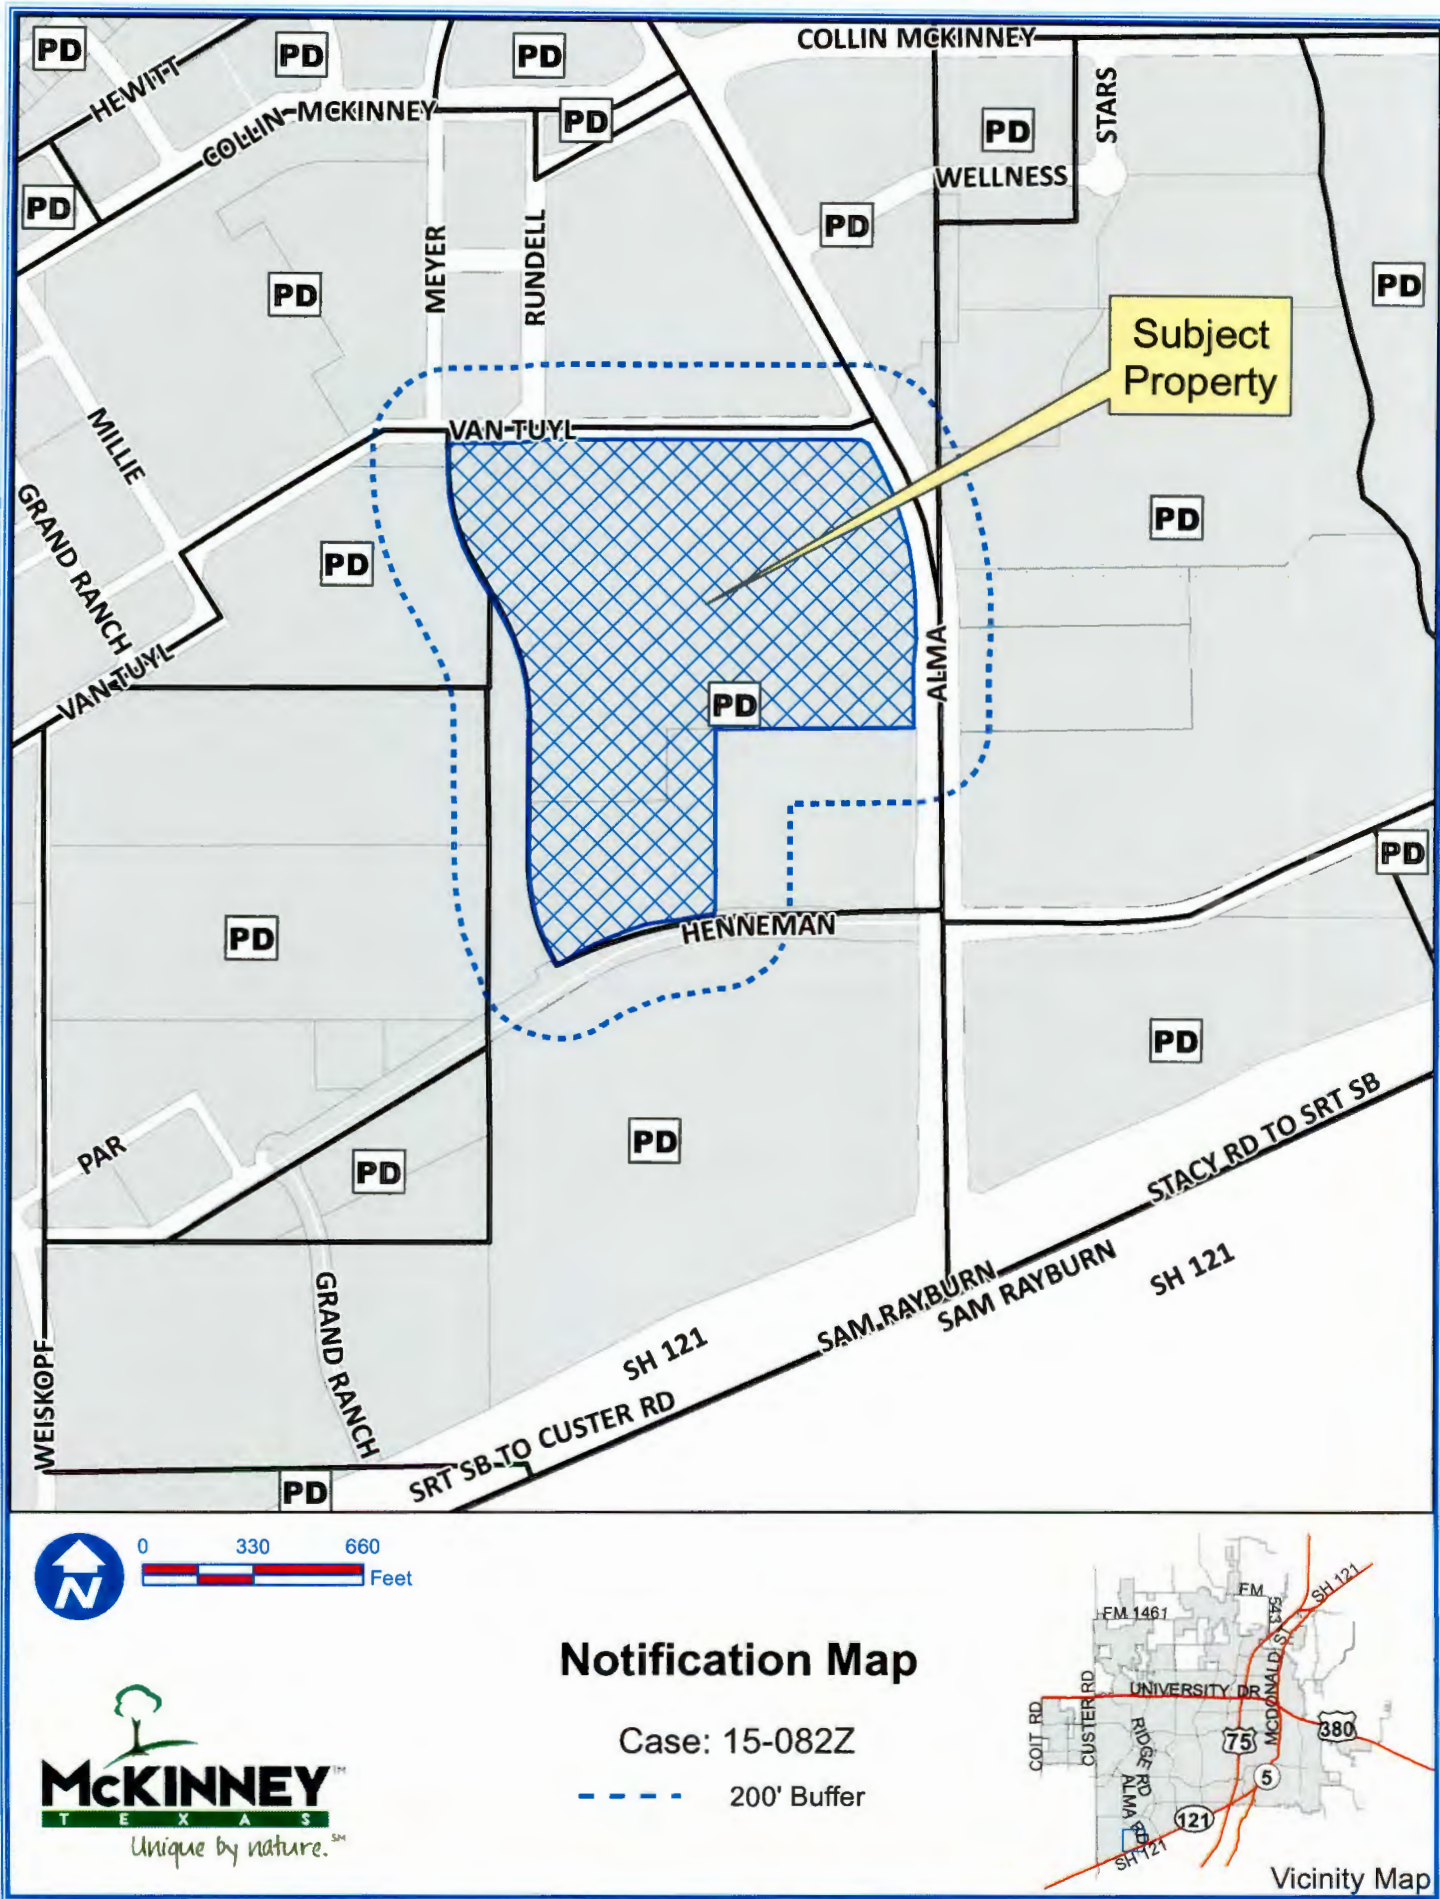 PD
PD
PD
COLLIN MCKINNEY
HEWITT
COLLIN MCKINNEY
PD
STARS
PD
WELLNESS
PD
PD
MEYER
RUNDELL
PD
PD
Subject
Property
MILLIE
VAN TUYL
GRAND RANCH
PD
PD
VAN TUYL
ALMA
PD
PD
PD
HENNEMAN
PD
PAR
PD
PD
STACY RD TO SRT SB
SAM RAYBURN
SAM RAYBURN
SH 121
SH 121
GRAND RANCH
WEISKOPF
SRT SB TO CUSTER RD
PD
N
0 330 660
Feet
Notification Map
Case: 15-082Z
200' Buffer
McKINNEY™
TEXAS
Unique by nature.℠
FM 1461
FM
543
SH 121
MCDONALD ST
UNIVERSITY DR
COIT RD
CUSTER RD
RIDGE RD
ALMA RD
75
380
5
121
SH 121
Vicinity Map